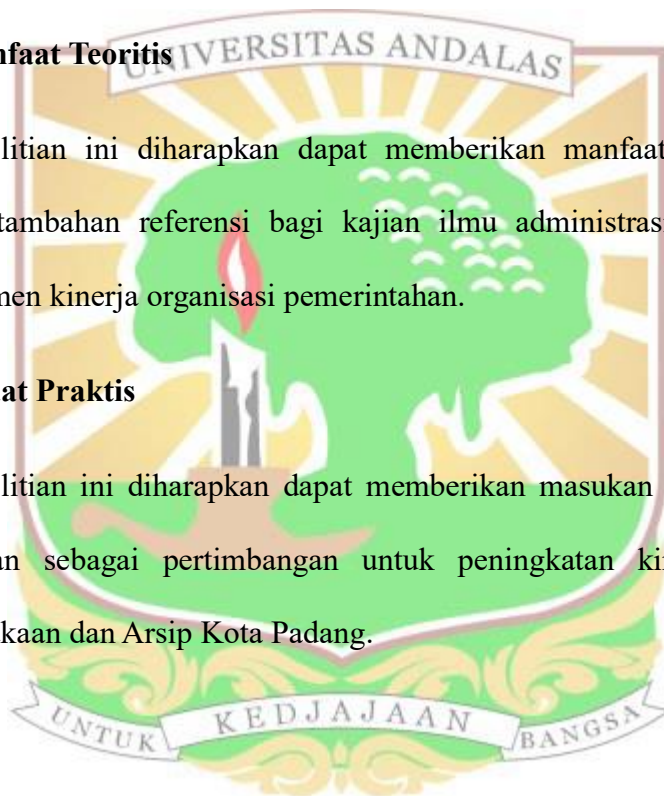 UNIVERSITAS ANDALAS
nfaat Teoritis
litian ini diharapkan dapat memberikan manfaat
tambahan referensi bagi kajian ilmu administrasi
men kinerja organisasi pemerintahan.
at Praktis
litian ini diharapkan dapat memberikan masukan
n sebagai pertimbangan untuk peningkatan ki
kaan dan Arsip Kota Padang.
UNTUK KEDJAJAAN BANGSA